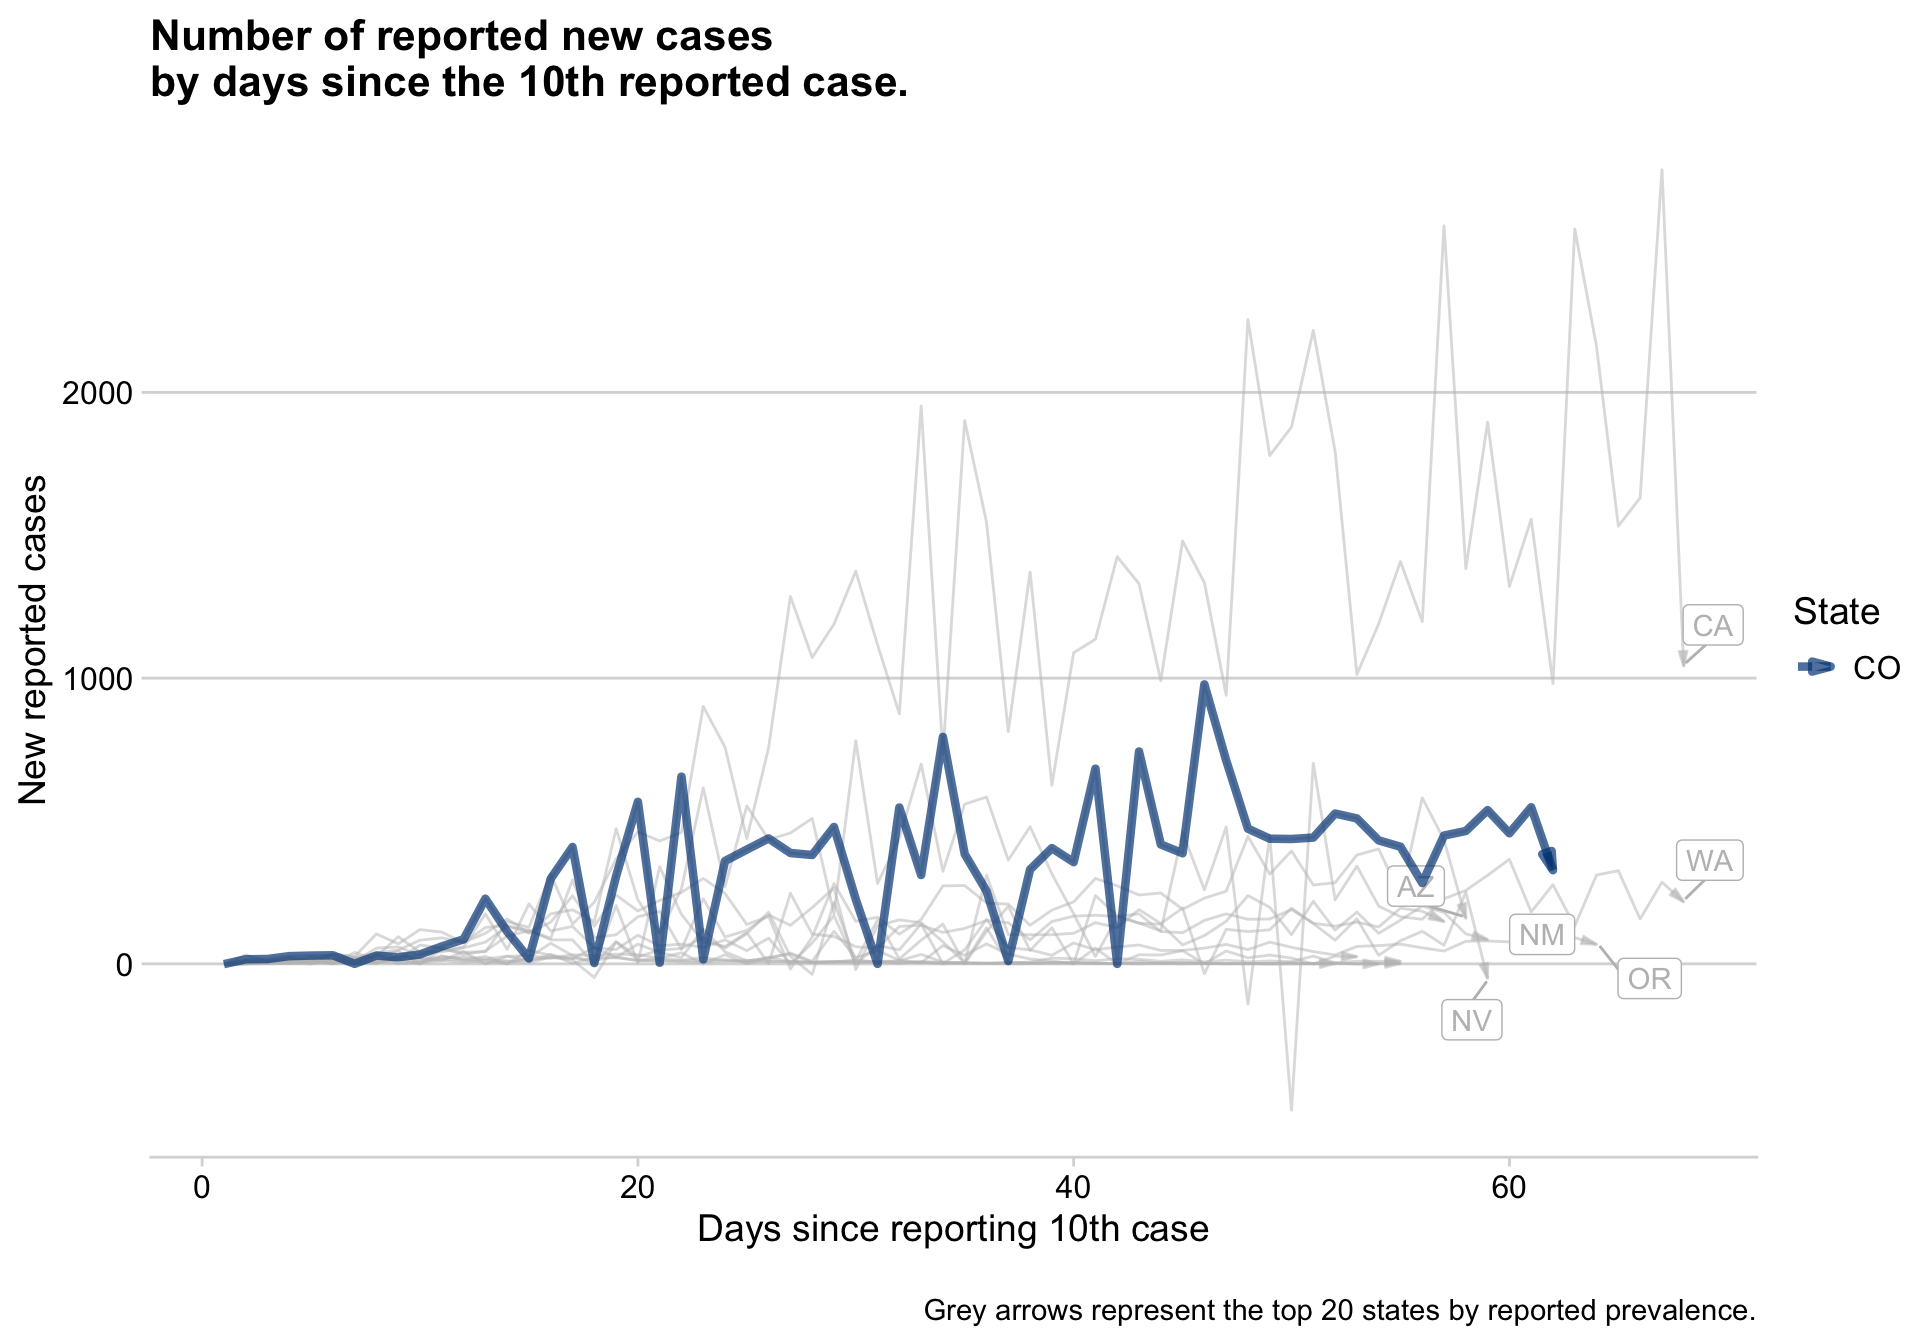 Number of reported new cases
by days since the 10th reported case.
New reported cases
2000
1000
0
CA
WA
AZ
NM
OR
NV
State
CO
0
20
40
60
Days since reporting 10th case
Grey arrows represent the top 20 states by reported prevalence.